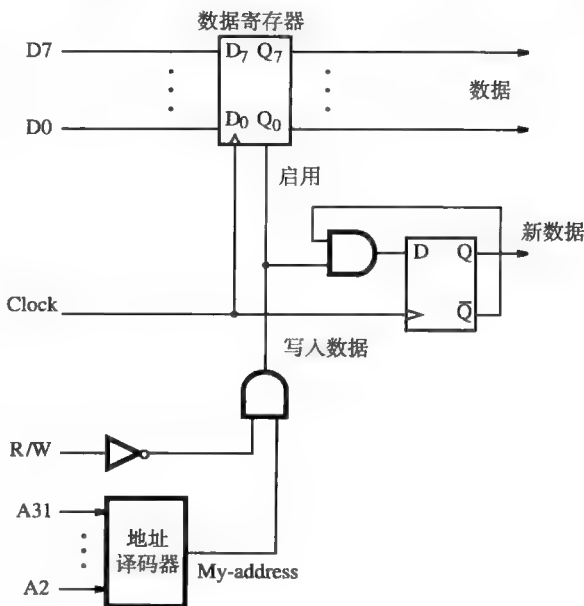 数据寄存器
D7 D₇ Q₇
数据
D0 D₀ Q₀
启用
新数据
D Q
Clock
Q̅
写入数据
R/W
A31
地址
译码器
My-address
A2